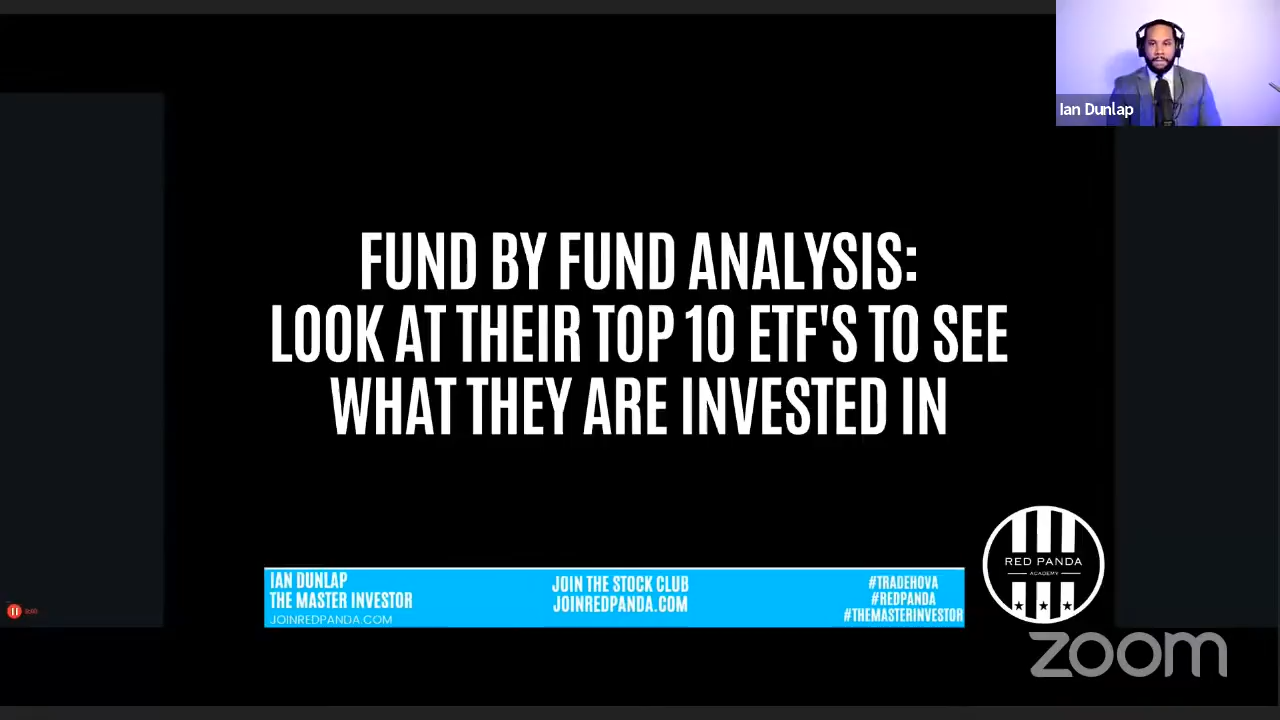 Ian Dunlap
FUND BY FUND ANALYSIS:
LOOK AT THEIR TOP 10 ETF'S TO SEE
WHAT THEY ARE INVESTED IN
IAN DUNLAP
THE MASTER INVESTOR
JOINREDPANDA.COM
JOIN THE STOCK CLUB
JOINREDPANDA.COM
#TRADEHOVA
#REDPANDA
#THEMASTERINVESTOR
RED PANDA
ACADEMY
zoom